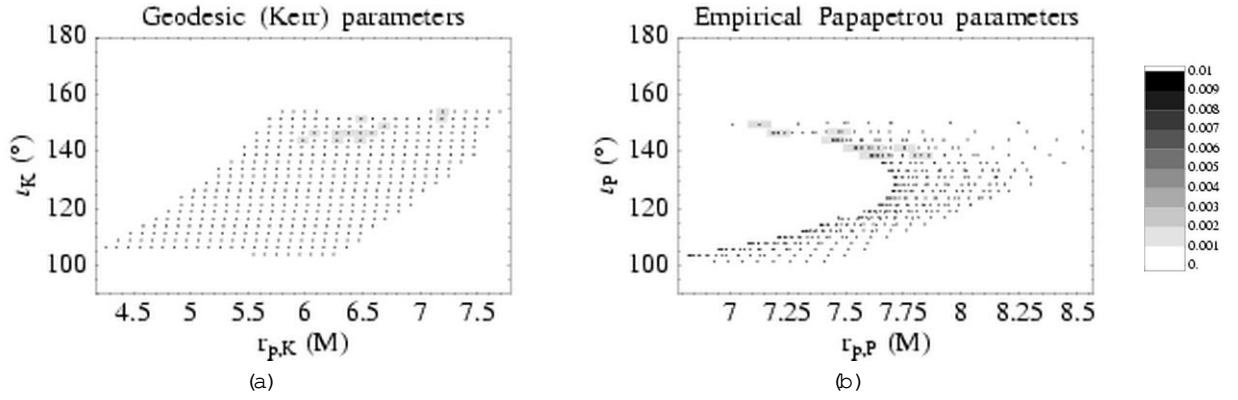 Geodesic (Kerr) parameters
180
160
140
120
100
ιK (°)
4.5 5 5.5 6 6.5 7 7.5
rp,K (M)
(a)
Empirical Papapetrou parameters
180
160
140
120
100
ιP (°)
7 7.25 7.5 7.75 8 8.25 8.5
rp,P (M)
(b)
0.01
0.009
0.008
0.007
0.006
0.005
0.004
0.003
0.002
0.001
0.